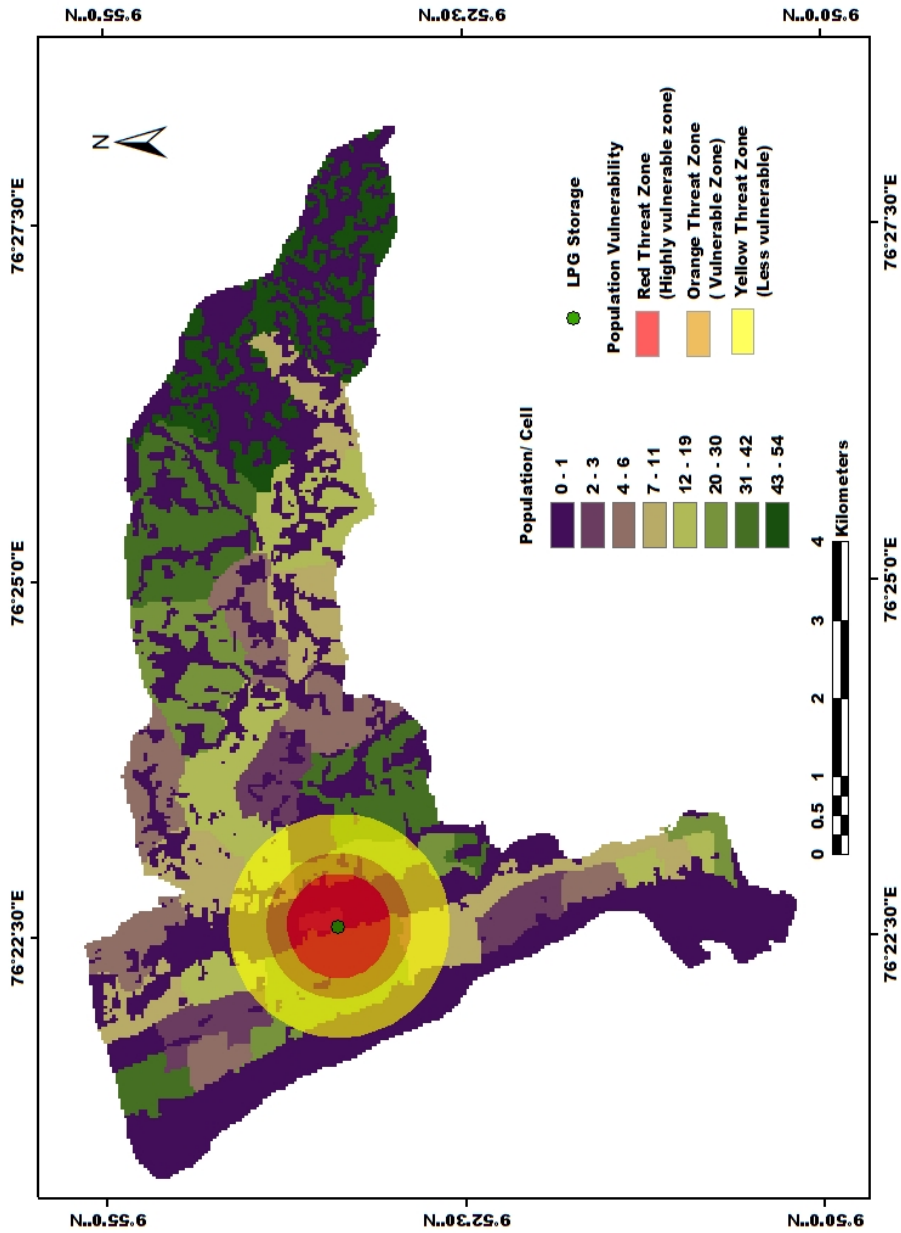 76°22'30"E 76°25'0"E 76°27'30"E
9°55'0"N
9°55'0"N
N
9°52'30"N
9°52'30"N
Population/ Cell
0 - 1
2 - 3
4 - 6
7 - 11
12 - 19
20 - 30
31 - 42
43 - 54
LPG Storage
Population Vulnerability
Red Threat Zone
(Highly vulnerable zone)
Orange Threat Zone
( Vulnerable Zone)
Yellow Threat Zone
(Less vulnerable)
0 0.5 1 2 3 4
Kilometers
9°50'0"N
9°50'0"N
76°22'30"E 76°25'0"E 76°27'30"E